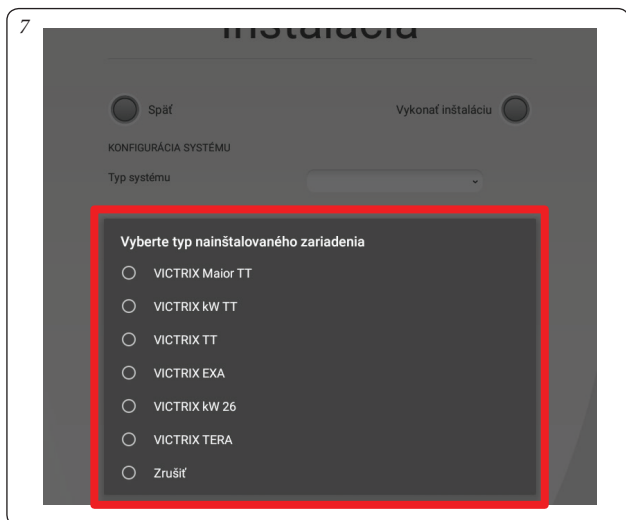 7
Inštalácia
Späť
Vykonať inštaláciu
KONFIGURÁCIA SYSTÉMU
Typ systému
Vyberte typ nainštalovaného zariadenia
VICTRIX Maior TT
VICTRIX kW TT
VICTRIX TT
VICTRIX EXA
VICTRIX kW 26
VICTRIX TERA
Zrušiť